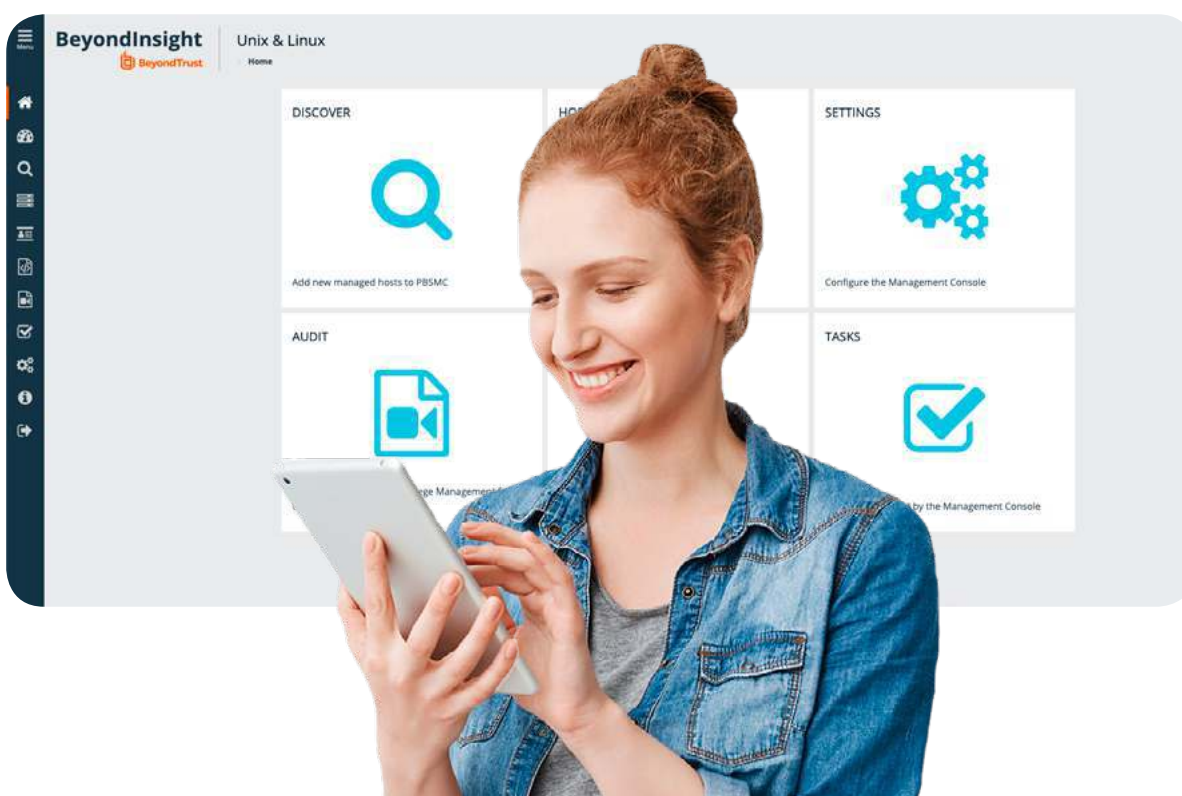 Menu
BeyondInsight
BeyondTrust
Unix & Linux
Home
DISCOVER
SETTINGS
Add new managed hosts to PBSMC
Configure the Management Console
AUDIT
TASKS
Management
by the Management Console